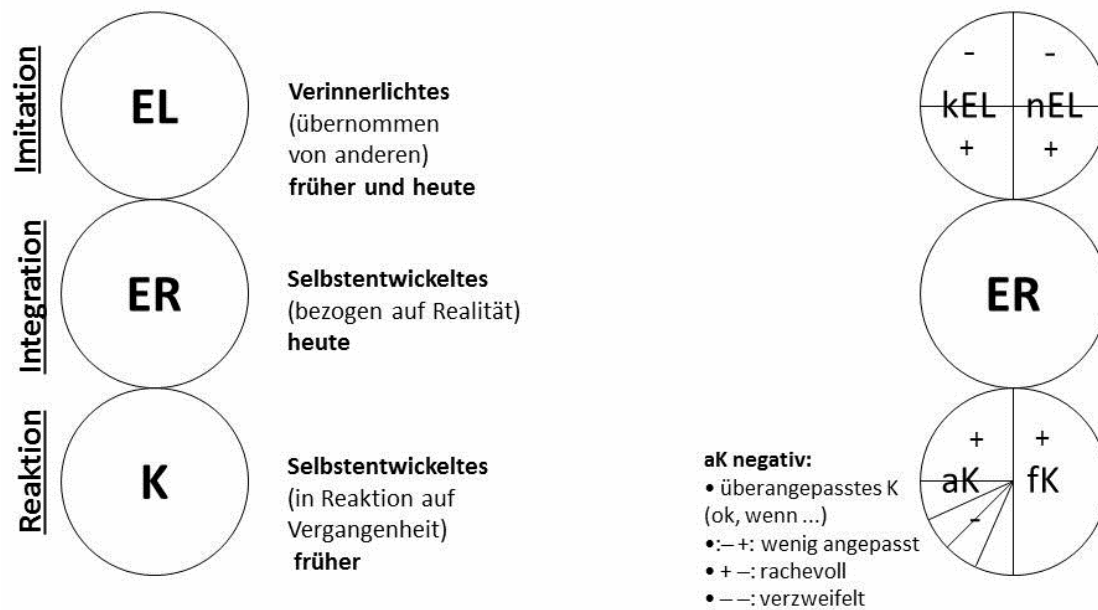 Imitation
EL
Verinnerlichtes
(übernommen
von anderen)
früher und heute
Integration
ER
Selbstentwickeltes
(bezogen auf Realität)
heute
Reaktion
K
Selbstentwickeltes
(in Reaktion auf
Vergangenheit)
früher
- -
kEL nEL
+ +
ER
+ +
aK fK
-
aK negativ:
• überangepasstes K
(ok, wenn ...)
•:– +: wenig angepasst
• + –: rachevoll
• – –: verzweifelt